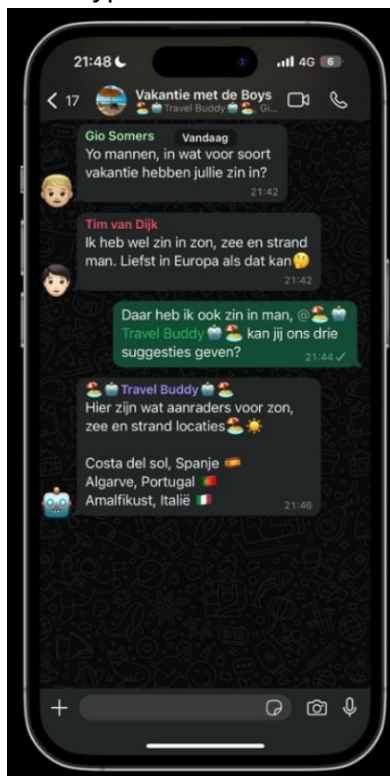 21:48 4G 6
17 Vakantie met de Boys
🏖️🤖Travel Buddy🤖🏖️, Gi...
Gio Somers
Vandaag
Yo mannen, in wat voor soort
vakantie hebben jullie zin in?
21:42
Tim van Dijk
Ik heb wel zin in zon, zee en strand
man. Liefst in Europa als dat kan🤔
21:42
Daar heb ik ook zin in man, @🏖️🤖
Travel Buddy🤖🏖️ kan jij ons drie
suggesties geven?
21:44
🏖️🤖Travel Buddy🤖🏖️
Hier zijn wat aanraders voor zon,
zee en strand locaties🏖️☀️
Costa del sol, Spanje 🇪🇸
Algarve, Portugal 🇵🇹
Amalfikust, Italië 🇮🇹
21:46